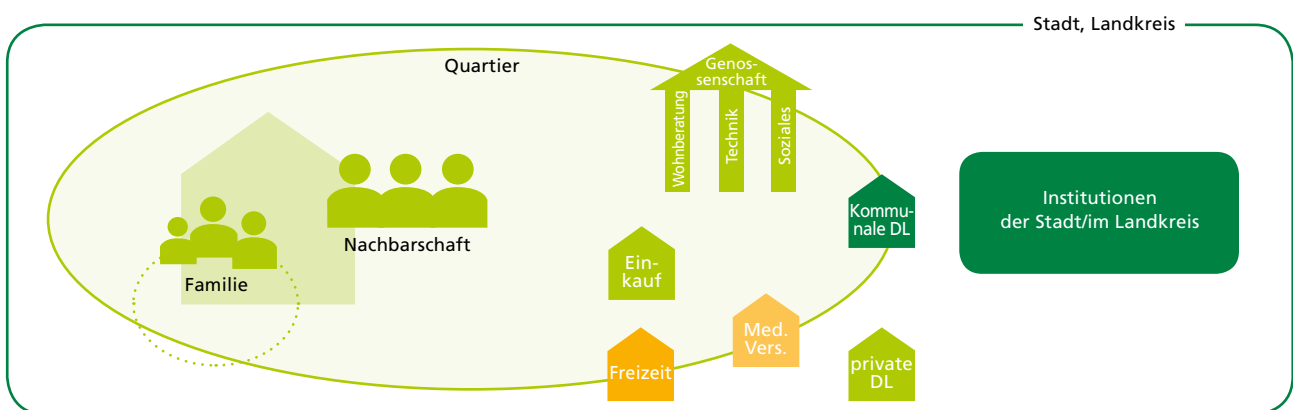 Stadt, Landkreis
Quartier
Genos-
senschaft
Wohnberatung
Technik
Soziales
Kommu-
nale DL
Institutionen
der Stadt/im Landkreis
Nachbarschaft
Familie
Ein-
kauf
Med.
Vers.
Freizeit
private
DL